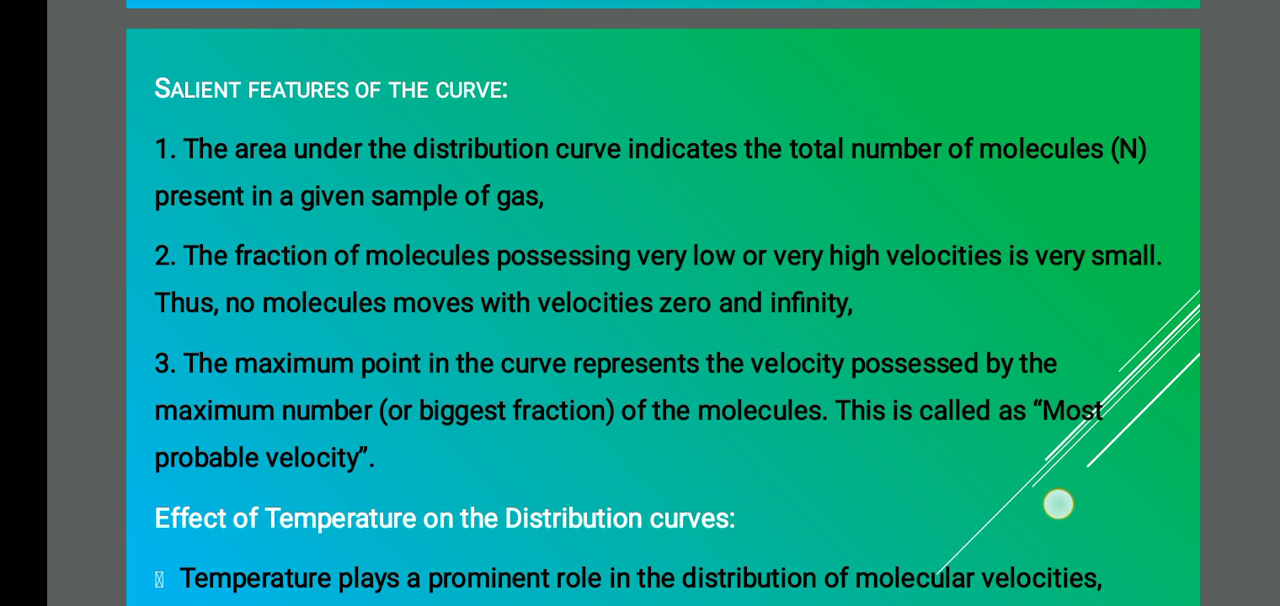 SALIENT FEATURES OF THE CURVE:
1. The area under the distribution curve indicates the total number of molecules (N)
present in a given sample of gas,
2. The fraction of molecules possessing very low or very high velocities is very small.
Thus, no molecules moves with velocities zero and infinity,
3. The maximum point in the curve represents the velocity possessed by the
maximum number (or biggest fraction) of the molecules. This is called as “Most
probable velocity”.
Effect of Temperature on the Distribution curves:
Temperature plays a prominent role in the distribution of molecular velocities,